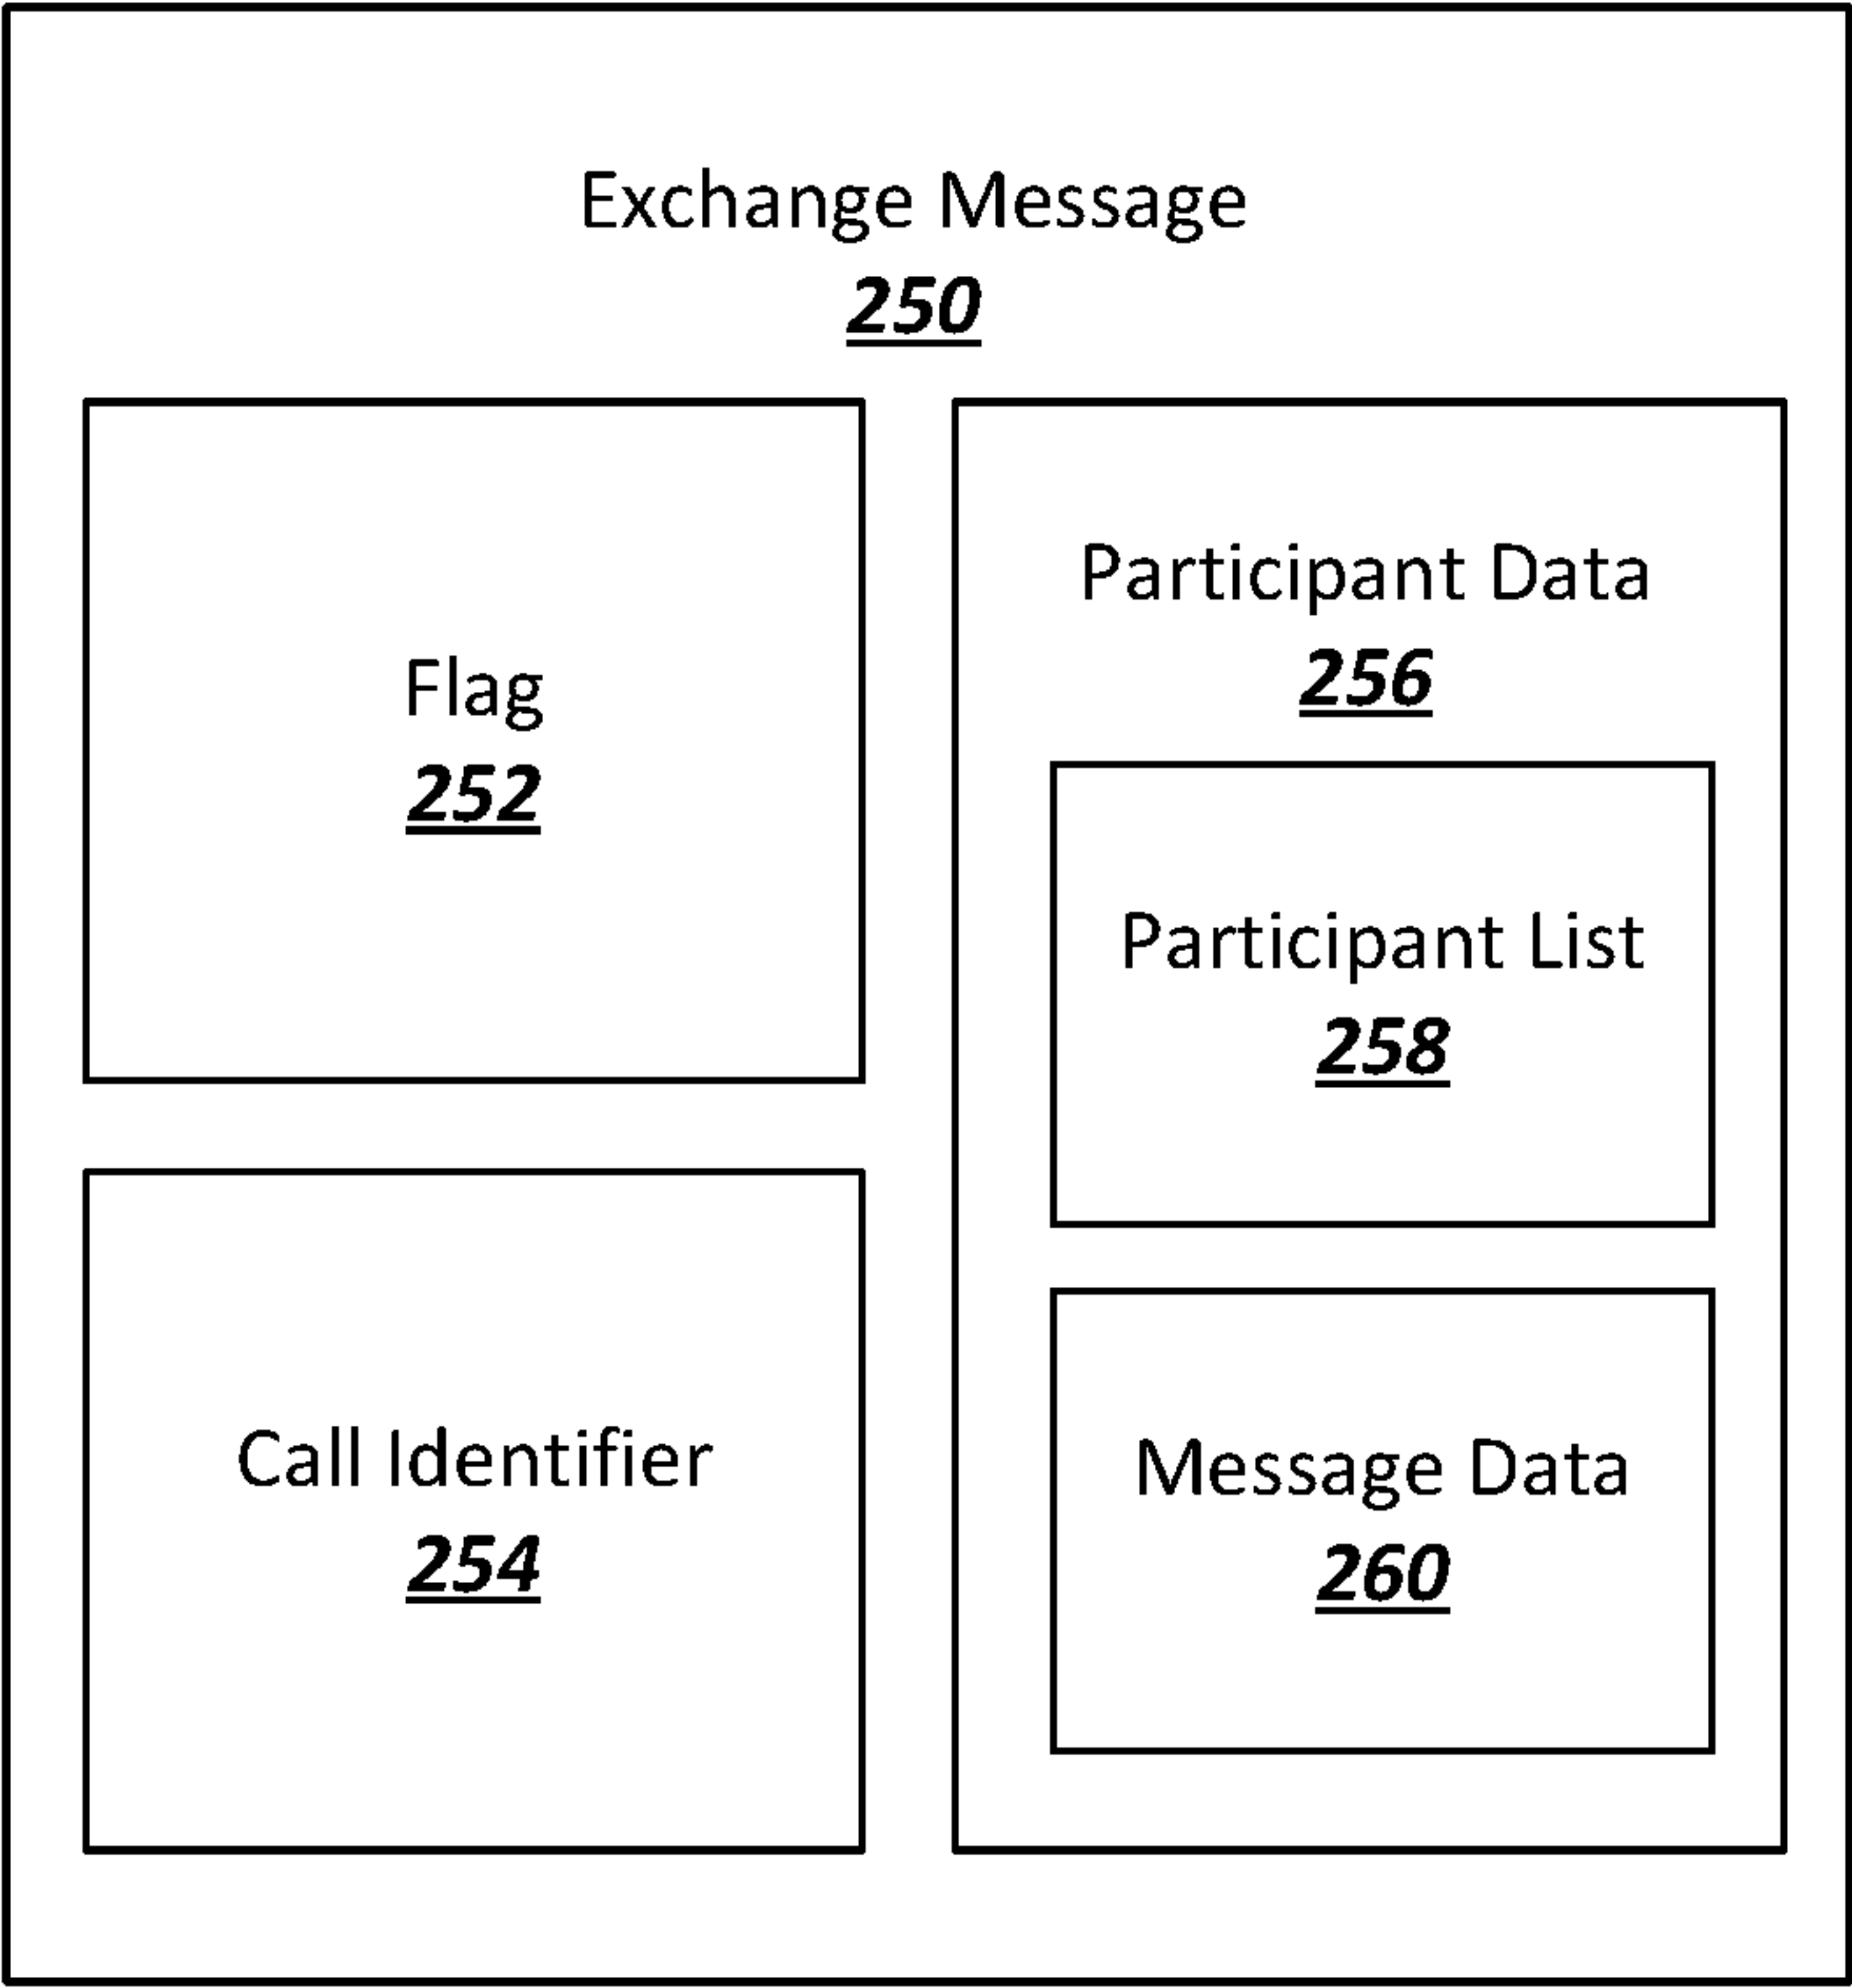 Exchange Message
250
Flag
252
Call Identifier
254
Participant Data
256
Participant List
258
Message Data
260